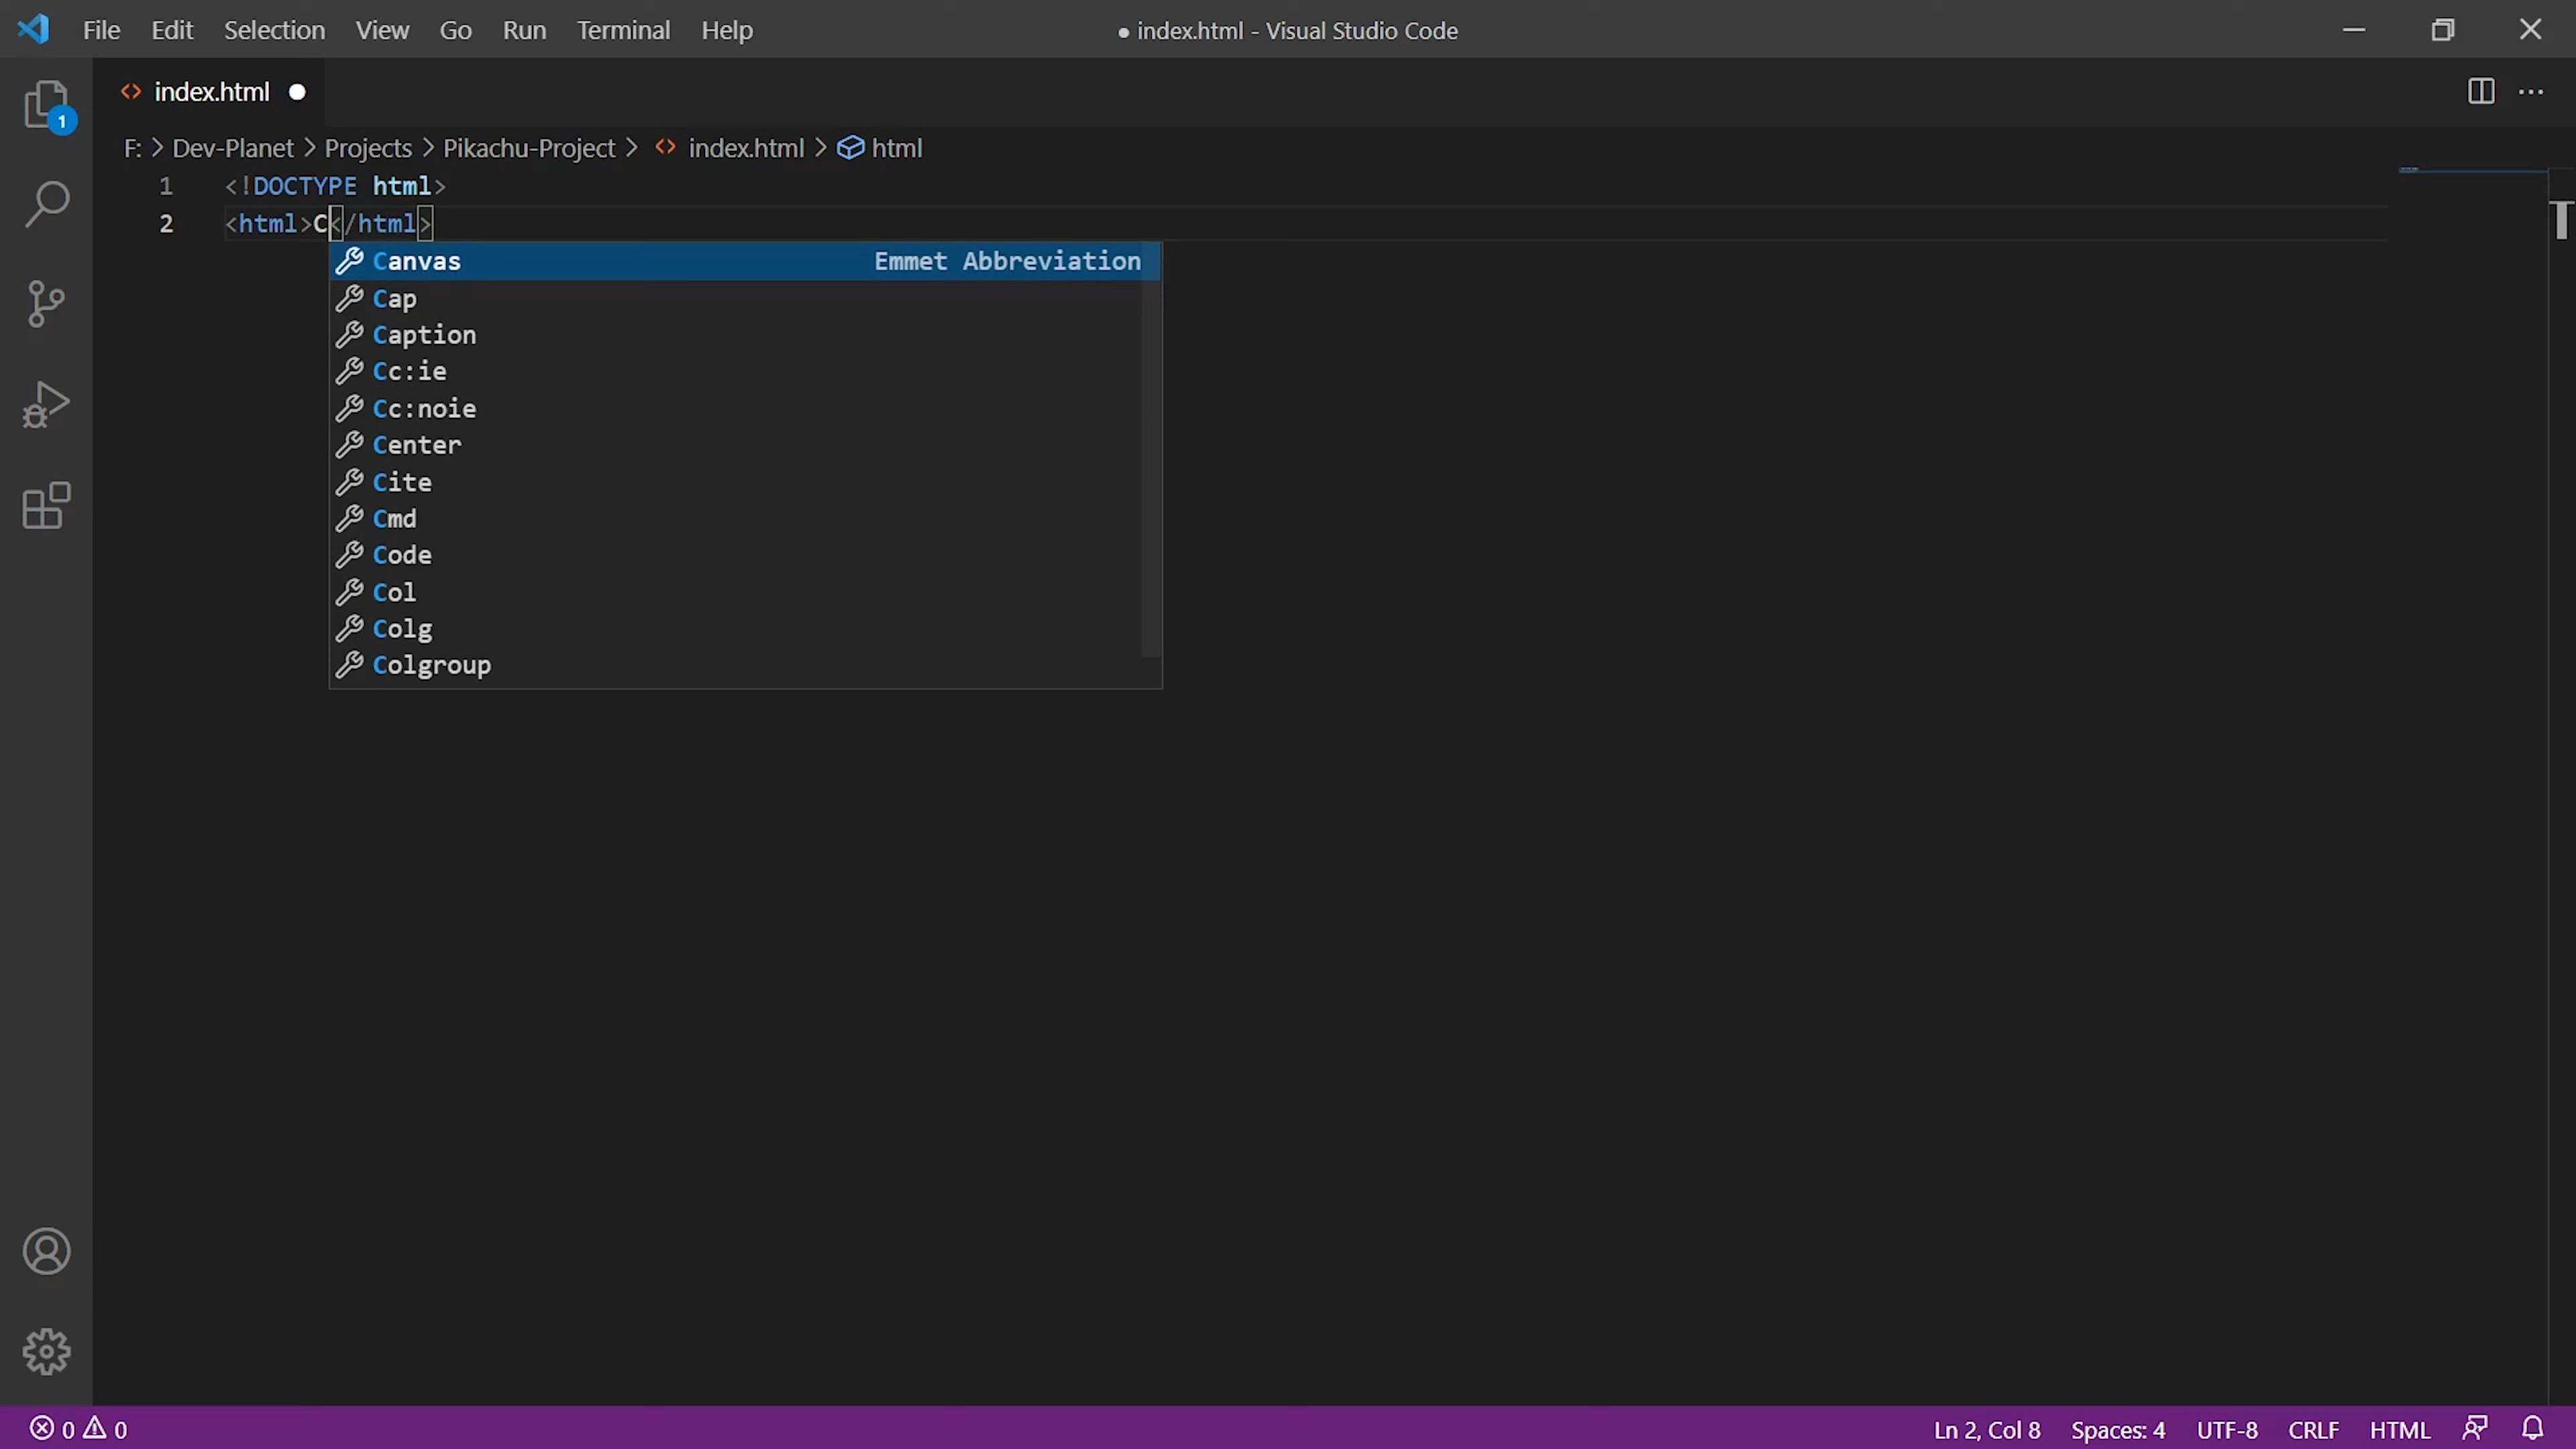 File Edit Selection View Go Run Terminal Help ● index.html - Visual Studio Code
index.html
1
F: > Dev-Planet > Projects > Pikachu-Project > index.html > html
1 <!DOCTYPE html>
2 <html>C</html>
Canvas Emmet Abbreviation
Cap
Caption
Cc:ie
Cc:noie
Center
Cite
Cmd
Code
Col
Colg
Colgroup
0 0 Ln 2, Col 8 Spaces: 4 UTF-8 CRLF HTML